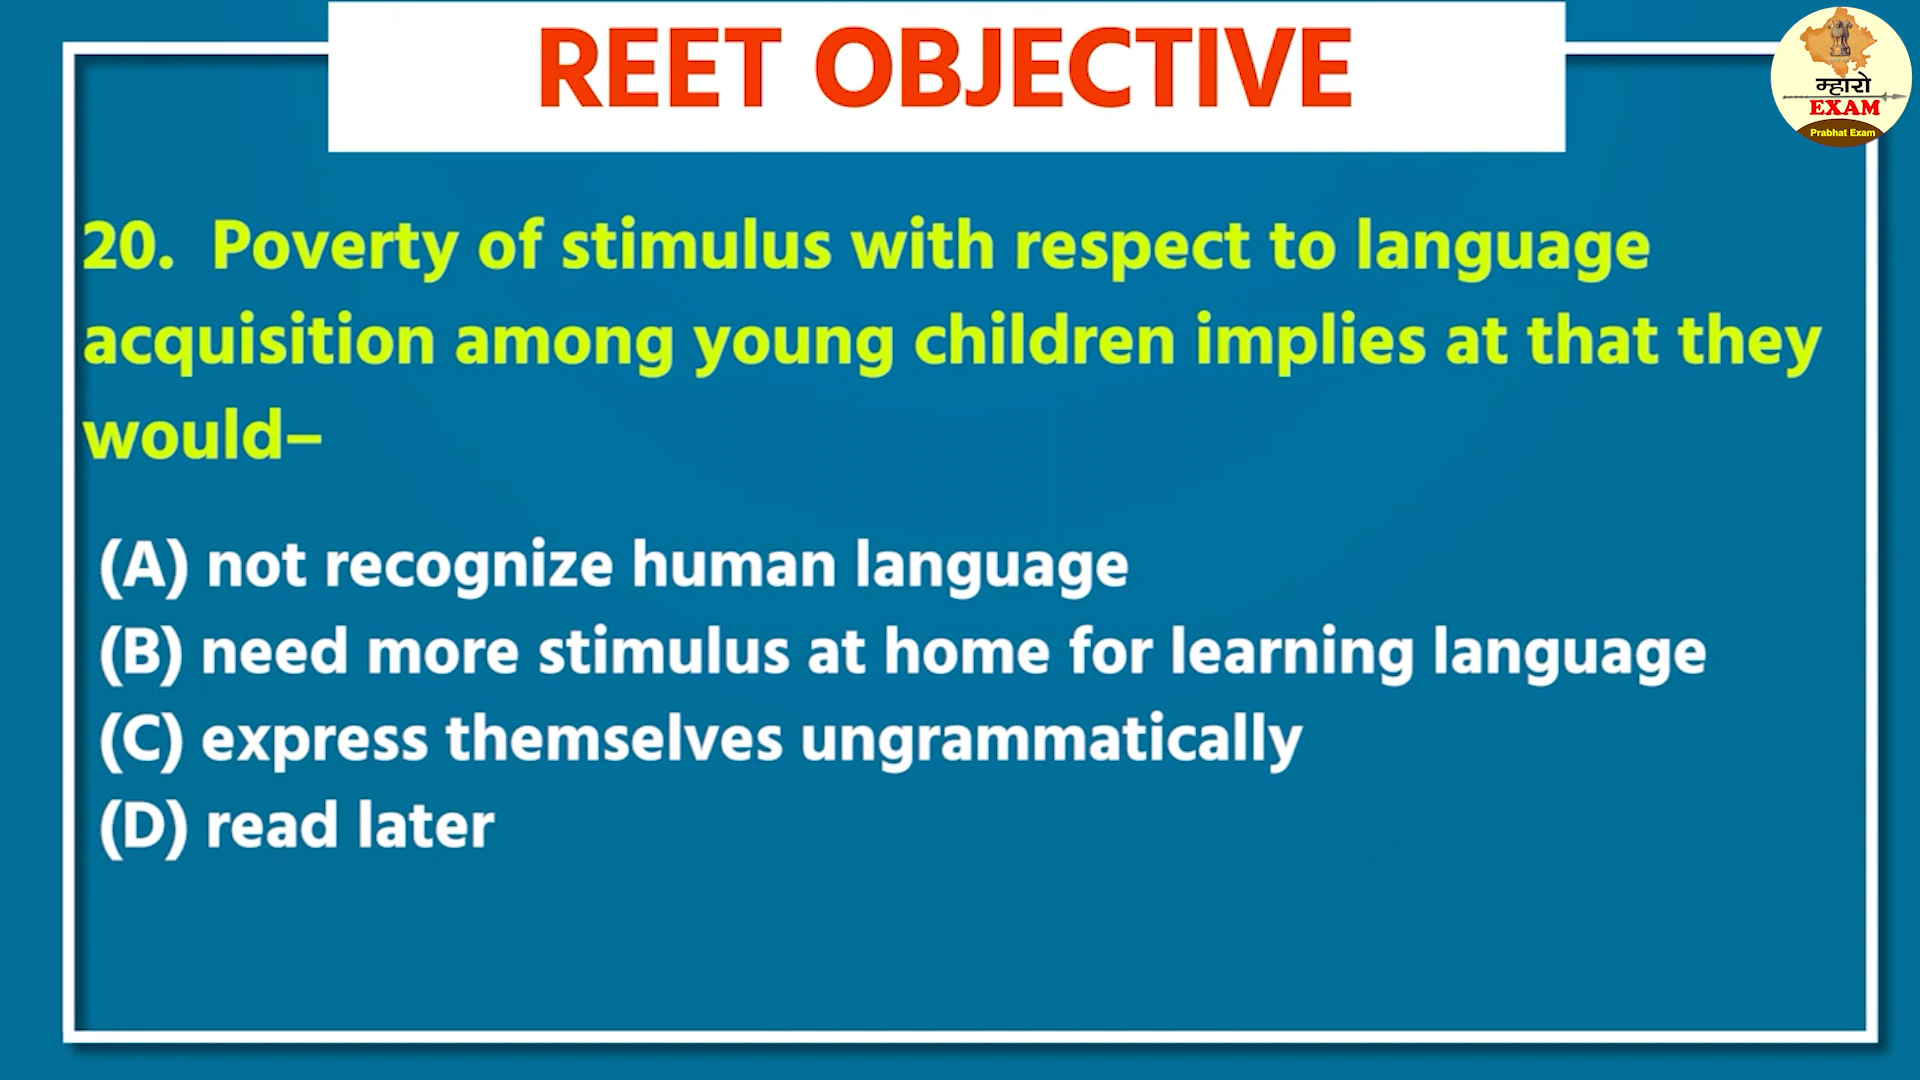 REET OBJECTIVE
म्हारो
EXAM
Prabhat Exam
20. Poverty of stimulus with respect to language
acquisition among young children implies at that they
would–
(A) not recognize human language
(B) need more stimulus at home for learning language
(C) express themselves ungrammatically
(D) read later